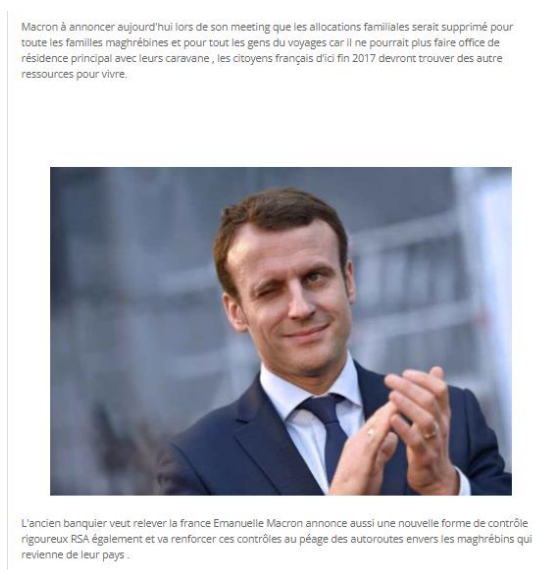 Macron à annoncer aujourd'hui lors de son meeting que les allocations familiales serait supprimé pour
toute les familles maghrébines et pour tout les gens du voyages car il ne pourrait plus faire office de
résidence principal avec leurs caravane , les citoyens français d'ici fin 2017 devront trouver des autre
ressources pour vivre.
L'ancien banquier veut relever la france Emanuelle Macron annonce aussi une nouvelle forme de contrôle
rigoureux RSA également et va renforcer ces contrôles au péage des autoroutes envers les maghrébins qui
revienne de leur pays .